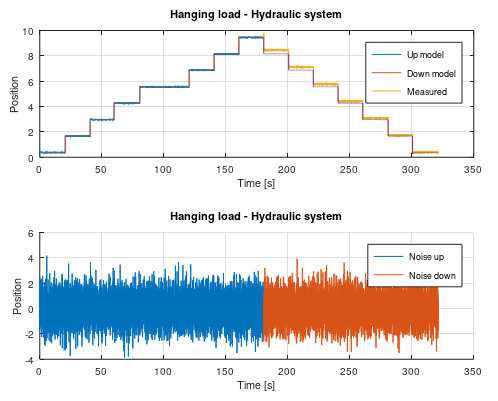 Hanging load - Hydraulic system
10
8
6
4
2
0
Position
Up model
Down model
Measured
0 50 100 150 200 250 300 350
Time [s]
Hanging load - Hydraulic system
6
4
2
0
-2
-4
Position
Noise up
Noise down
0 50 100 150 200 250 300 350
Time [s]